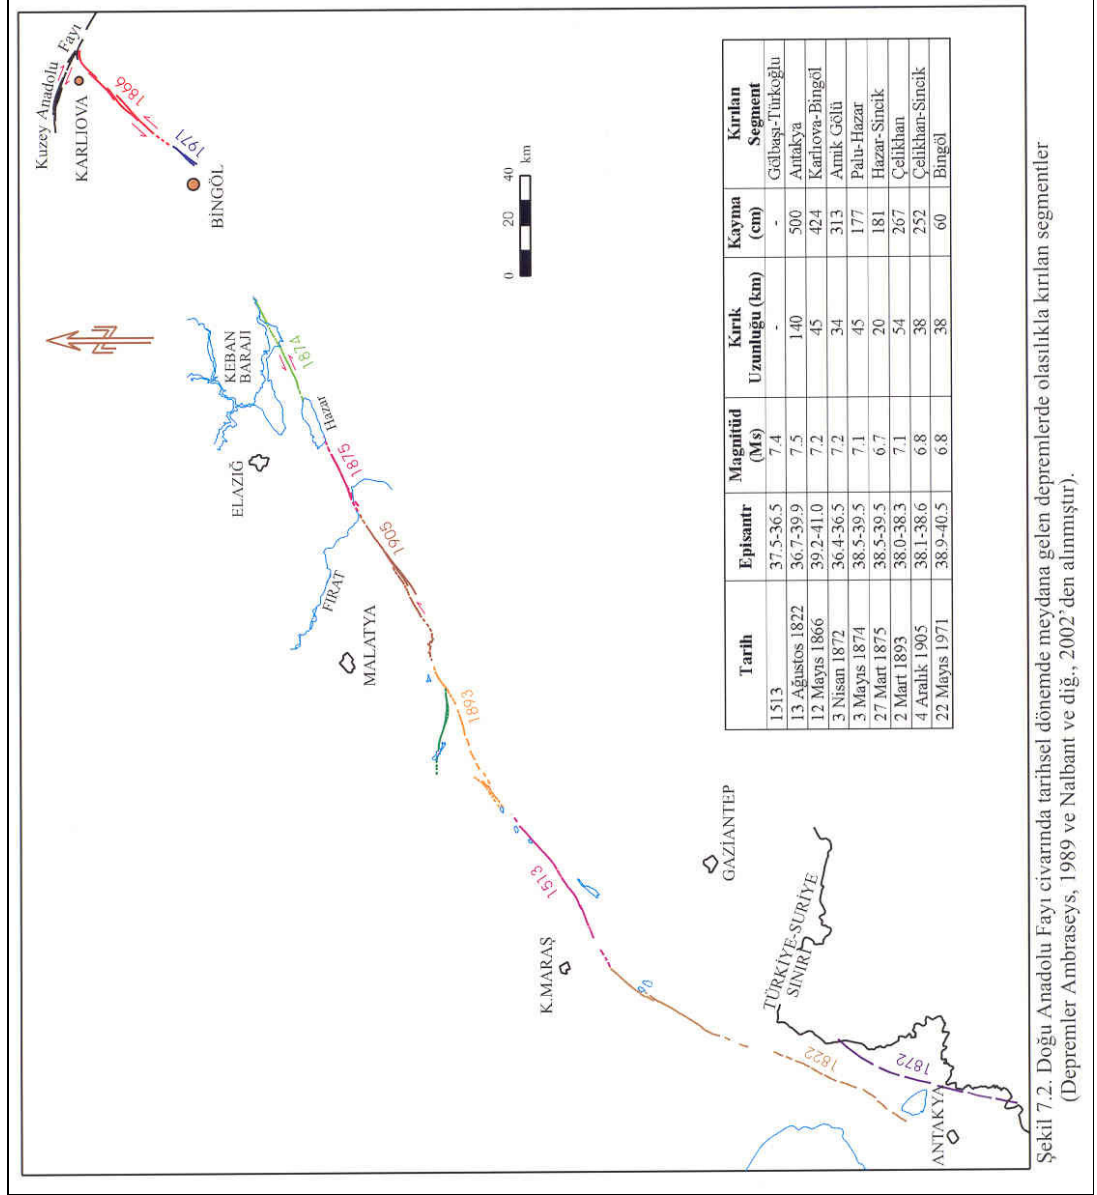 Kuzey Anadolu Fayı
KARLIOVA
1866
1971
BİNGÖL
KEBAN
BARAJI
1874
Hazar
ELAZIĞ
1875
FIRAT
1905
MALATYA
1893
1513
K.MARAŞ
GAZİANTEP
TÜRKİYE-SURİYE
SINIRI
1822
1872
ANTAKYA
0 20 40 km
Tarih Episantr Magnitüd (Ms) Kırık Uzunluğu (km) Kayma (cm) Kırılan Segment
1513 37.5-36.5 7.4 - - Gölbaşı-Türkoğlu
13 Ağustos 1822 36.7-39.9 7.5 140 500 Antakya
12 Mayıs 1866 39.2-41.0 7.2 45 424 Karlıova-Bingöl
3 Nisan 1872 36.4-36.5 7.2 34 313 Amik Gölü
3 Mayıs 1874 38.5-39.5 7.1 45 177 Palu-Hazar
27 Mart 1875 38.5-39.5 6.7 20 181 Hazar-Sincik
2 Mart 1893 38.0-38.3 7.1 54 267 Çelikhan
4 Aralık 1905 38.1-38.6 6.8 38 252 Çelikhan-Sincik
22 Mayıs 1971 38.9-40.5 6.8 38 60 Bingöl
Şekil 7.2. Doğu Anadolu Fayı civarında tarihsel dönemde meydana gelen depremlerde olasılıkla kırılan segmentler
(Depremler Ambraseys, 1989 ve Nalbant ve diğ., 2002'den alınmıştır).